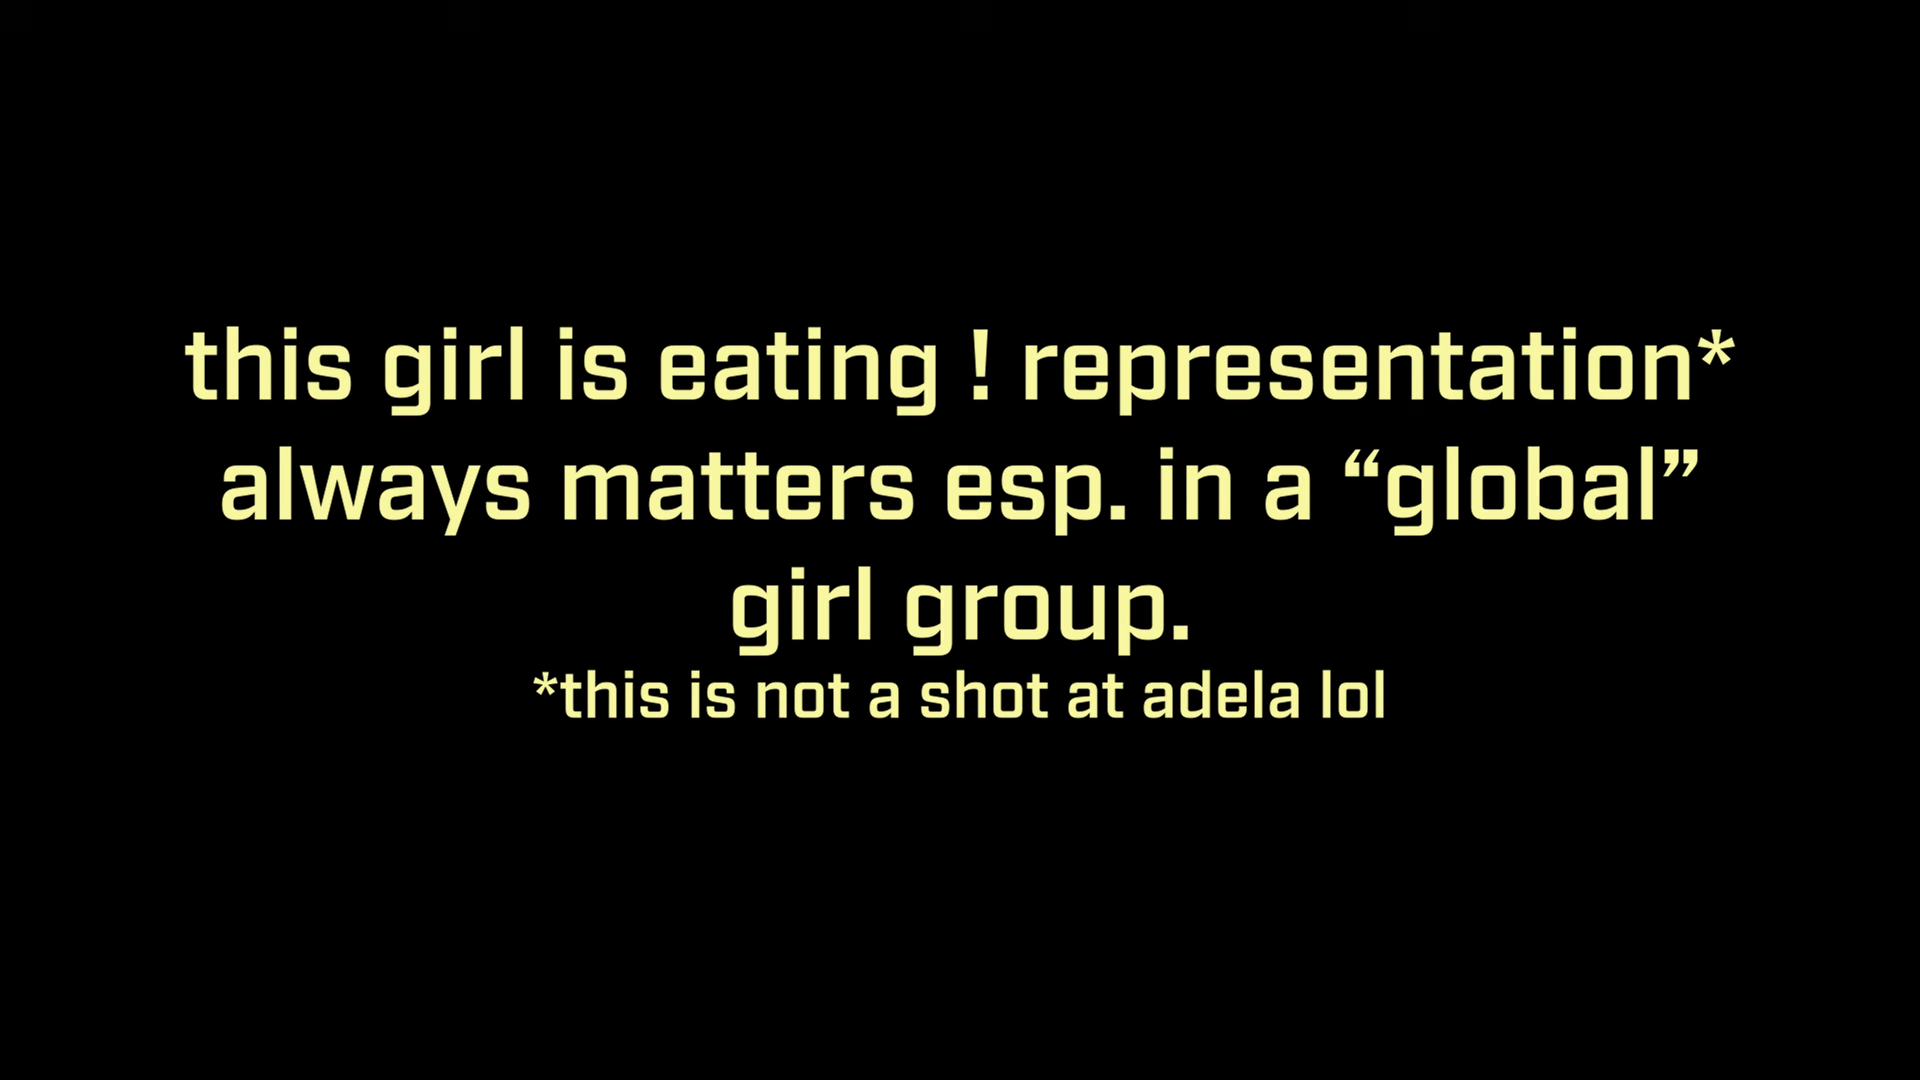 this girl is eating ! representation*
always matters esp. in a “global”
girl group.
*this is not a shot at adela lol